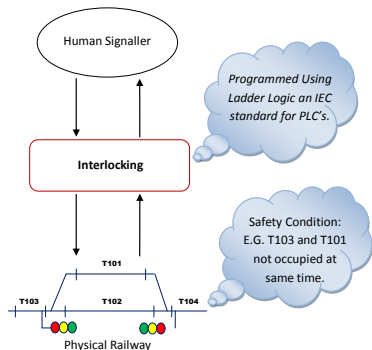 Human Signaller
Programmed Using
Ladder Logic an IEC
standard for PLC's.
Interlocking
Safety Condition:
E.G. T103 and T101
not occupied at
same time.
T101
T103
T102
T104
Physical Railway